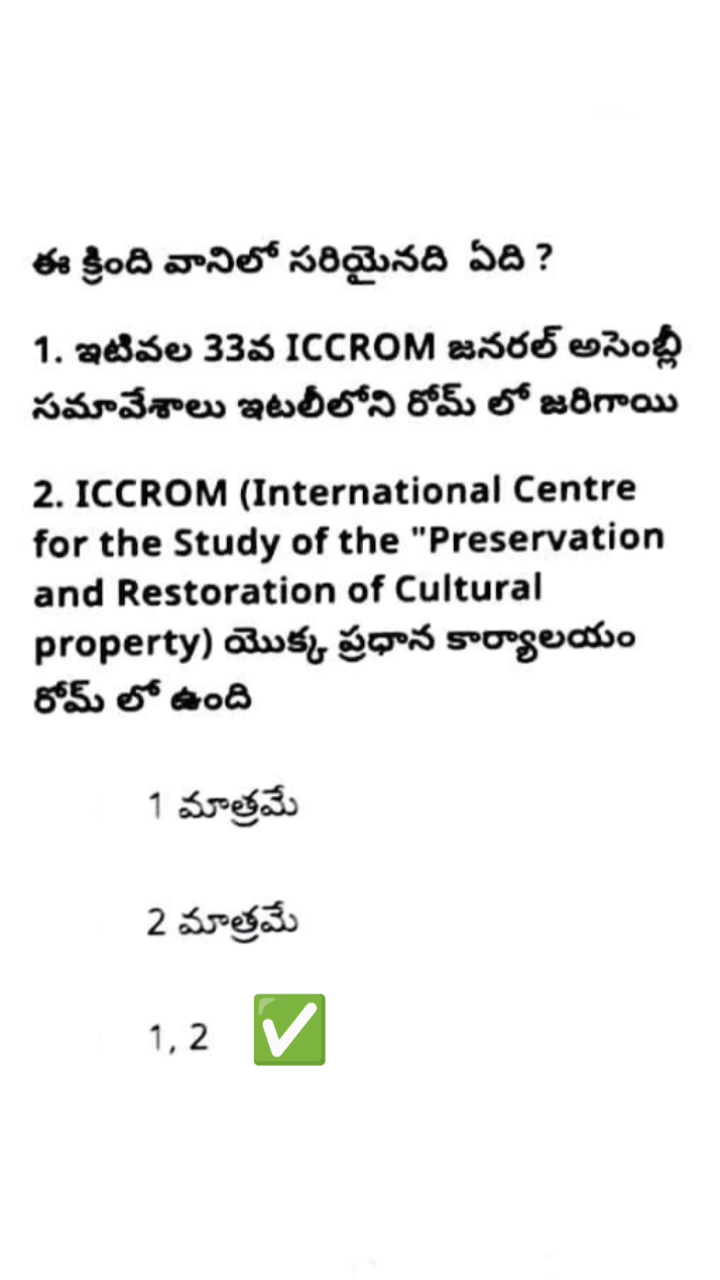 ఈ క్రింది వానిలో సరియైనది ఏది ?
1. ఇటివల 33వ ICCROM జనరల్ అసెంబ్లీ
సమావేశాలు ఇటలీలోని రోమ్ లో జరిగాయి
2. ICCROM (International Centre
for the Study of the "Preservation
and Restoration of Cultural
property) యొక్క ప్రధాన కార్యాలయం
రోమ్ లో ఉంది
1 మాత్రమే
2 మాత్రమే
1, 2 ✅